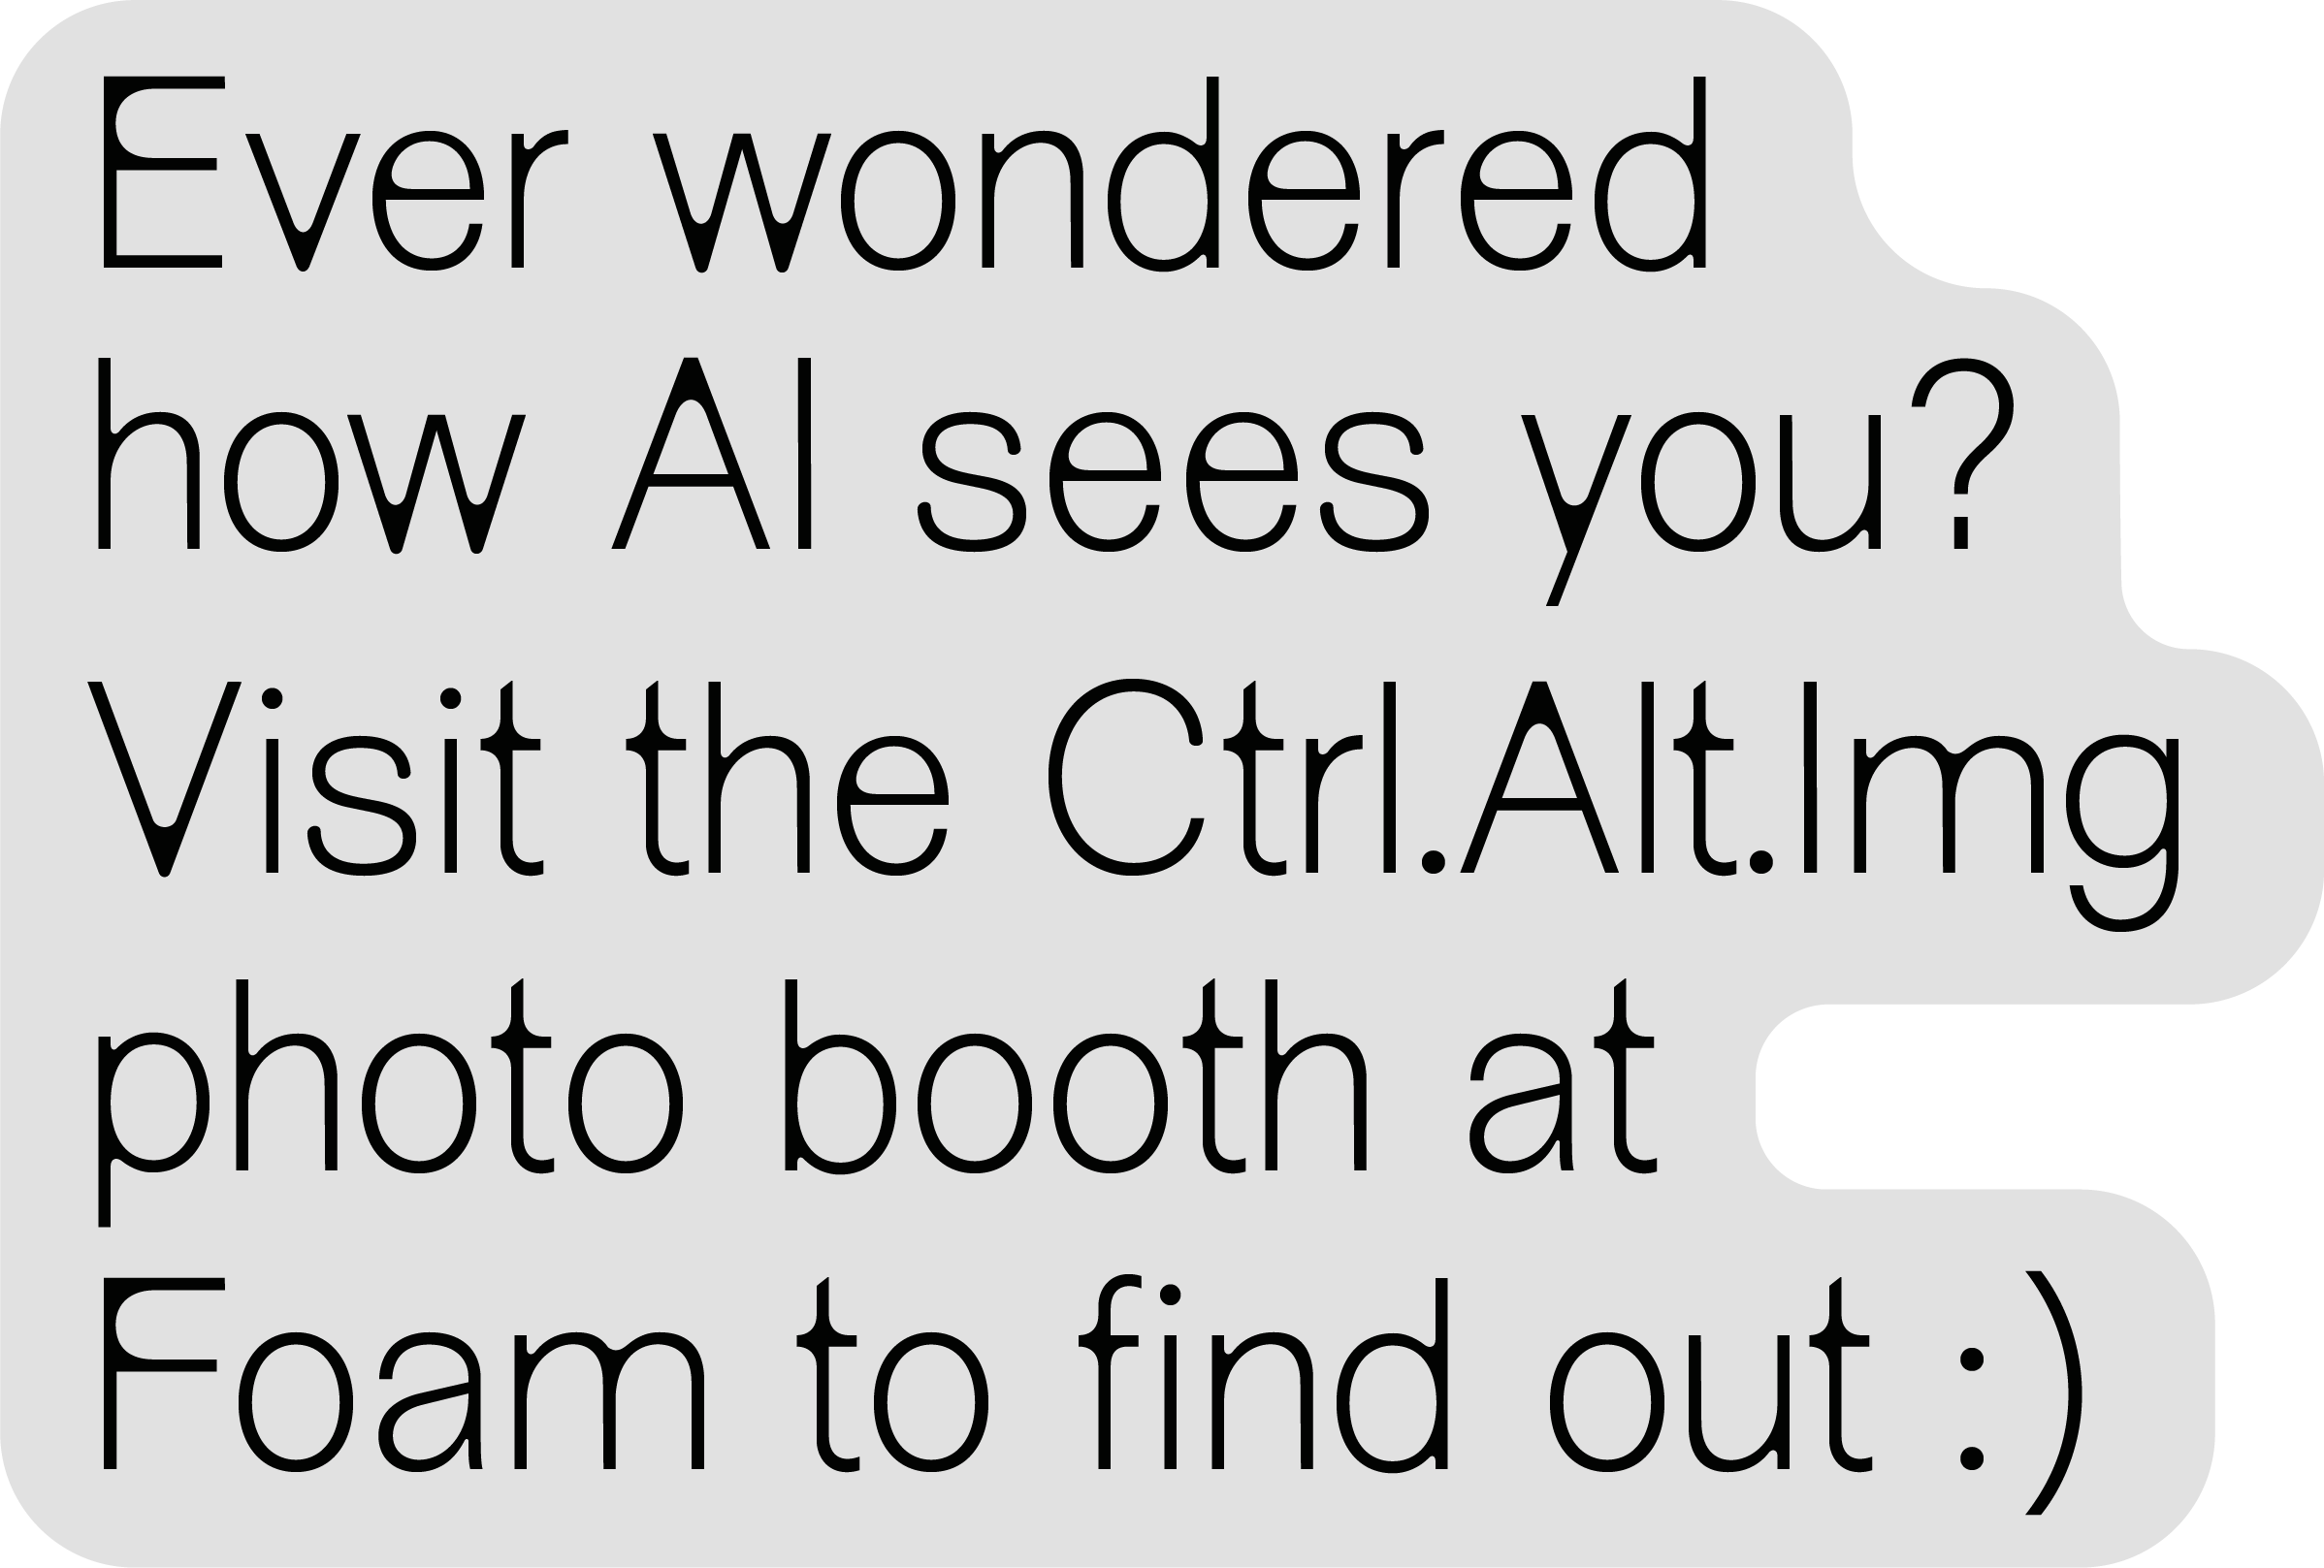 Ever wondered
how AI sees you?
Visit the Ctrl.Alt.Img
photo booth at
Foam to find out :)